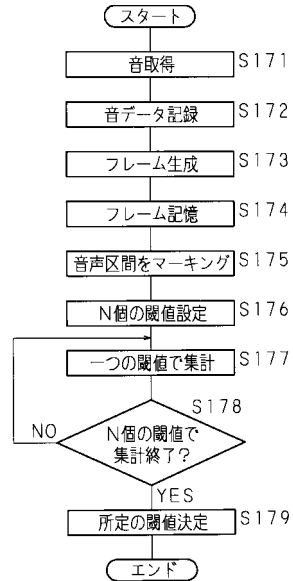 スタート
音取得 S171
音データ記録 S172
フレーム生成 S173
フレーム記憶 S174
音声区間をマーキング S175
N個の閾値設定 S176
一つの閾値で集計 S177
S178
NO
N個の閾値で
集計終了?
YES
所定の閾値決定 S179
エンド